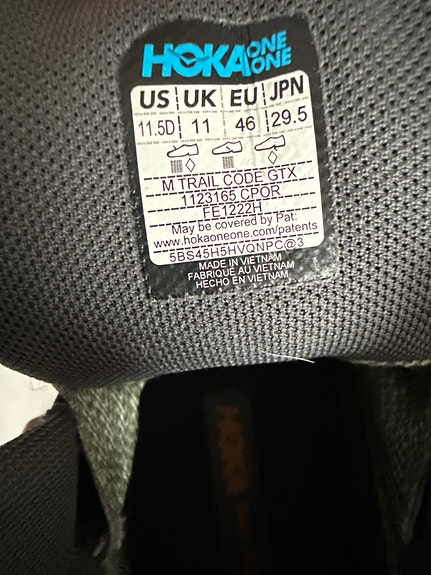 HOKA ONE ONE
US UK EU JPN
11.5D 11 46 29.5
M TRAIL CODE GTX
1123165 CPOR
FE1222H
May be covered by Pat:
www.hokaoneone.com/patents
5BS45H5HVQNPC@3
MADE IN VIETNAM
FABRIQUÉ AU VIETNAM
HECHO EN VIETNAM
HOKA